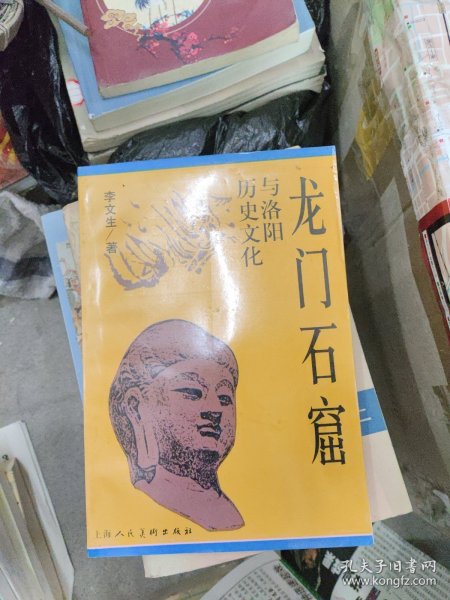 龙门石窟
与洛阳
历史文化
李文生 著
上海人民美術出版社
孔夫子旧书网
www.kongfz.com